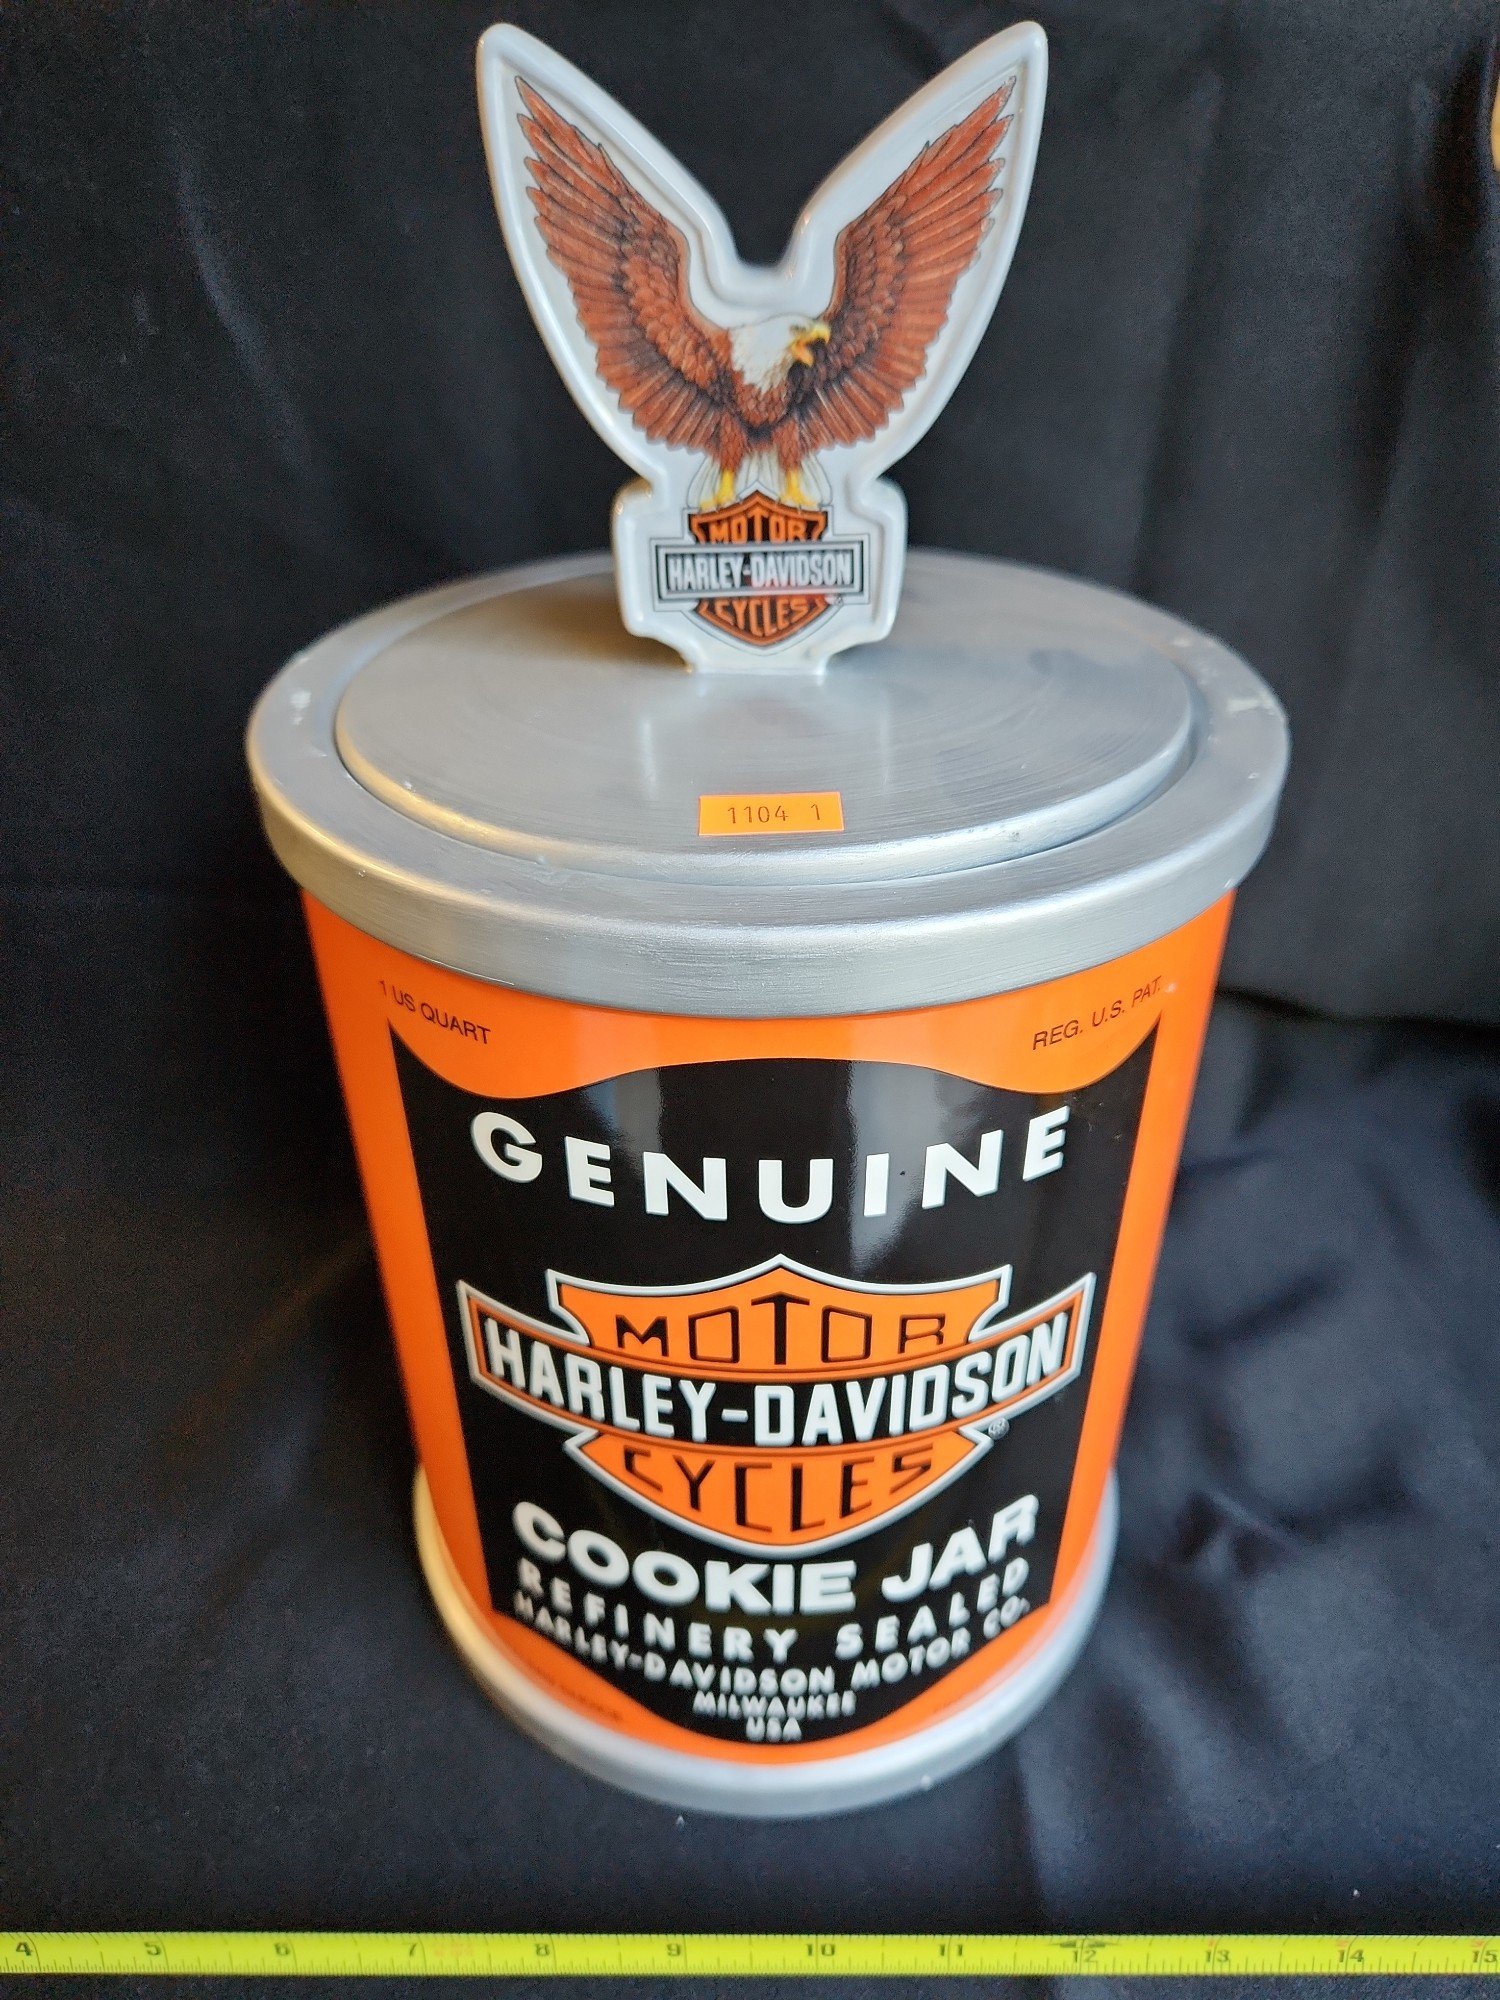 MOTOR
HARLEY-DAVIDSON
CYCLES
1104 1
1 US QUART
REG. U.S. PAT.
GENUINE
MOTOR
HARLEY-DAVIDSON
CYCLES
COOKIE JAR
REFINERY SEALED
HARLEY-DAVIDSON MOTOR CO.
MILWAUKEE
USA
4 5 6 7 8 9 10 11 12 13 14 15